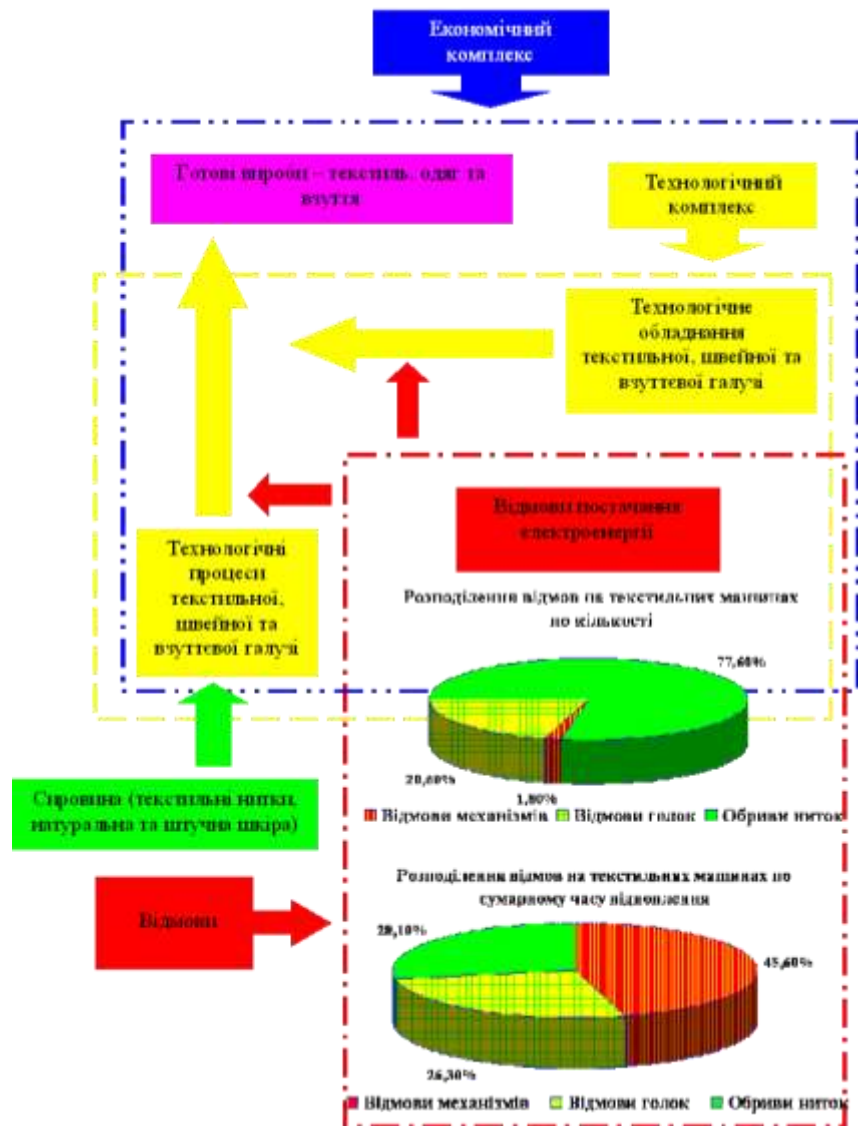 Економічний
комплекс
Готові вироби – текстиль, одяг та
взуття
Технологічний
комплекс
Технологічне
обладнання
текстильної, швейної та
взуттєвої галузі
Відмови постачання
електроенергії
Технологічні
процеси
текстильної,
швейної та
взуттєвої галузі
Розподілення відмов на текстильних машинах
по кількості
77,60%
20,60%
1,80%
Відмови механізмів Відмови голок Обриви ниток
Сировина (текстильні нитки,
натуральна та штучна шкіра)
Відмови
Розподілення відмов на текстильних машинах по
сумарному часу відновлення
28,10%
45,60%
26,30%
Відмови механізмів Відмови голок Обриви ниток